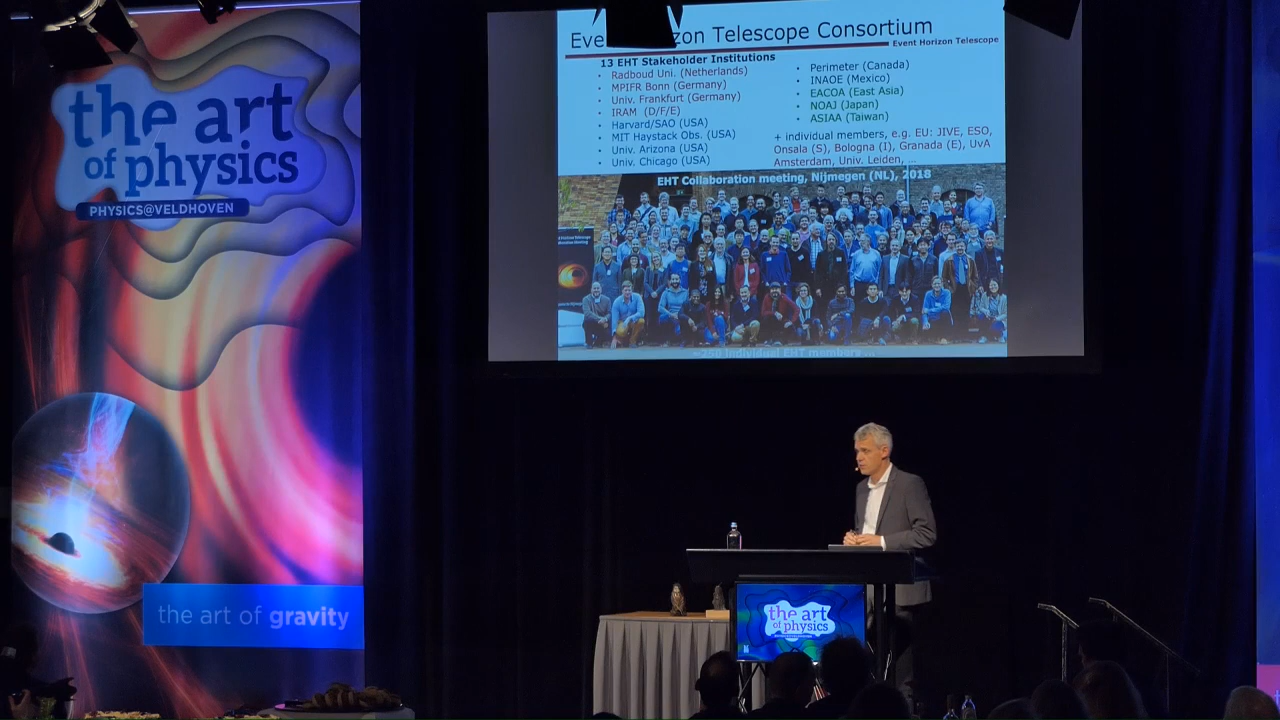 the art
of physics
PHYSICS@VELDHOVEN
the art of gravity
Telescope Consortium
Event Horizon Telescope
13 EHT Stakeholder Institutions
• Radboud Uni. (Netherlands)
• MPIFR Bonn (Germany)
• Univ. Frankfurt (Germany)
• IRAM (D/F/E)
• Harvard/SAO (USA)
• MIT Haystack Obs. (USA)
• Univ. Arizona (USA)
• Univ. Chicago (USA)
• Perimeter (Canada)
• INAOE (Mexico)
• EACOA (East Asia)
• NOAJ (Japan)
• ASIAA (Taiwan)
+ individual members, e.g. EU: JIVE, ESO,
Onsala (S), Bologna (I), Granada (E), UvA
Amsterdam, Univ. Leiden, ...
EHT Collaboration meeting, Nijmegen (NL), 2018
individual EHT members ...
the art
of physics